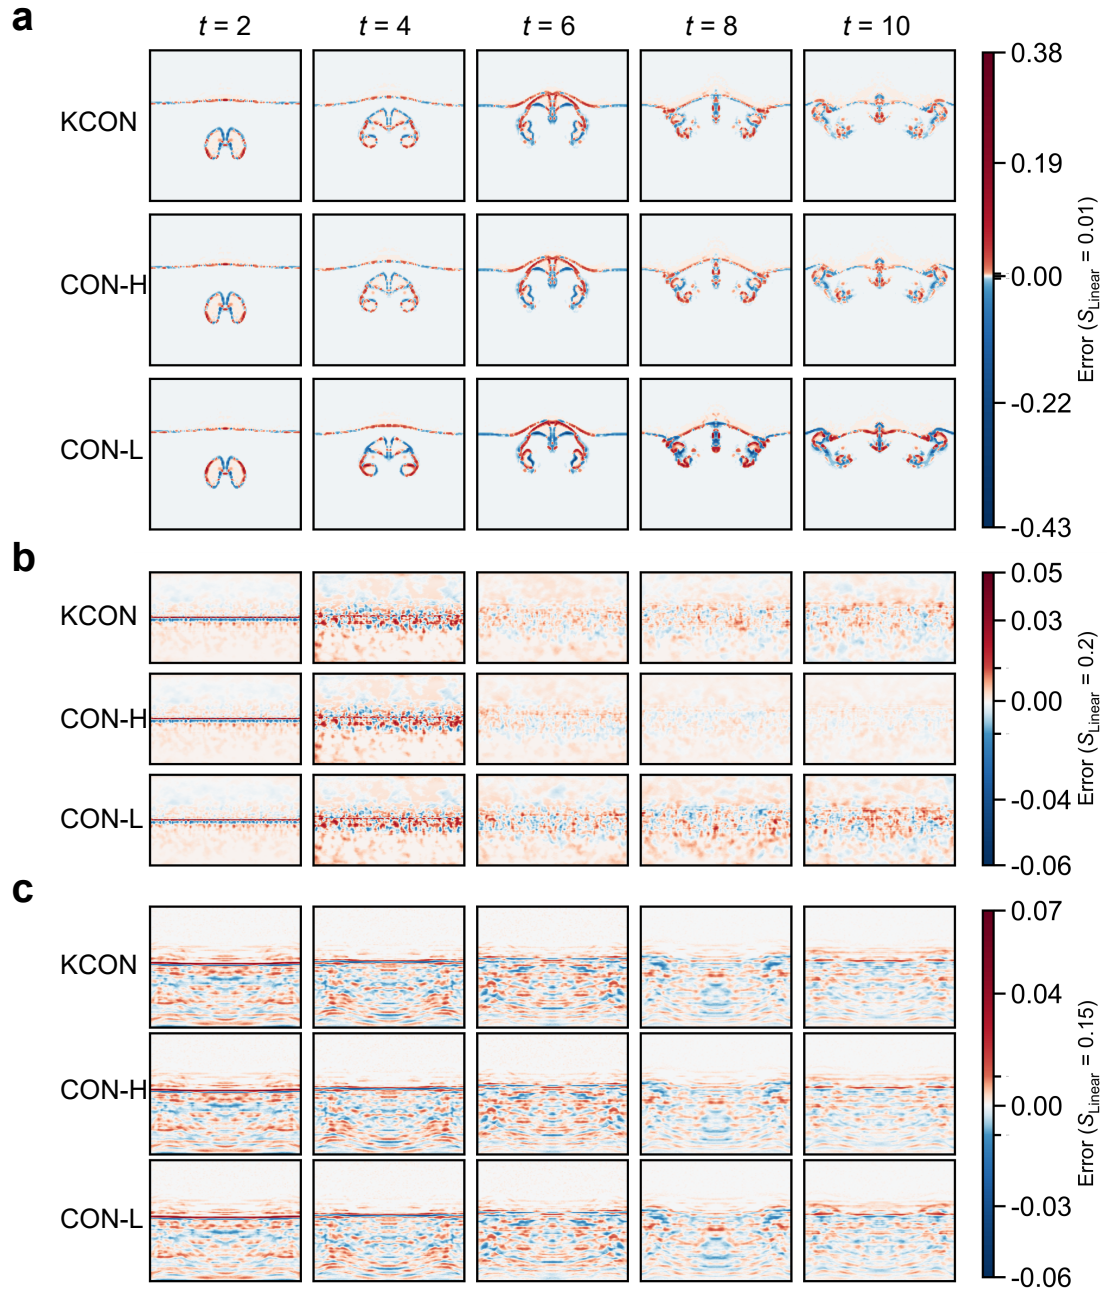 a
t = 2 t = 4 t = 6 t = 8 t = 10
KCON
CON-H
CON-L
0.38
0.19
0.00
-0.22
-0.43
Error (SLinear = 0.01)
b
KCON
CON-H
CON-L
0.05
0.03
0.00
-0.04
-0.06
Error (SLinear = 0.2)
c
KCON
CON-H
CON-L
0.07
0.04
0.00
-0.03
-0.06
Error (SLinear = 0.15)